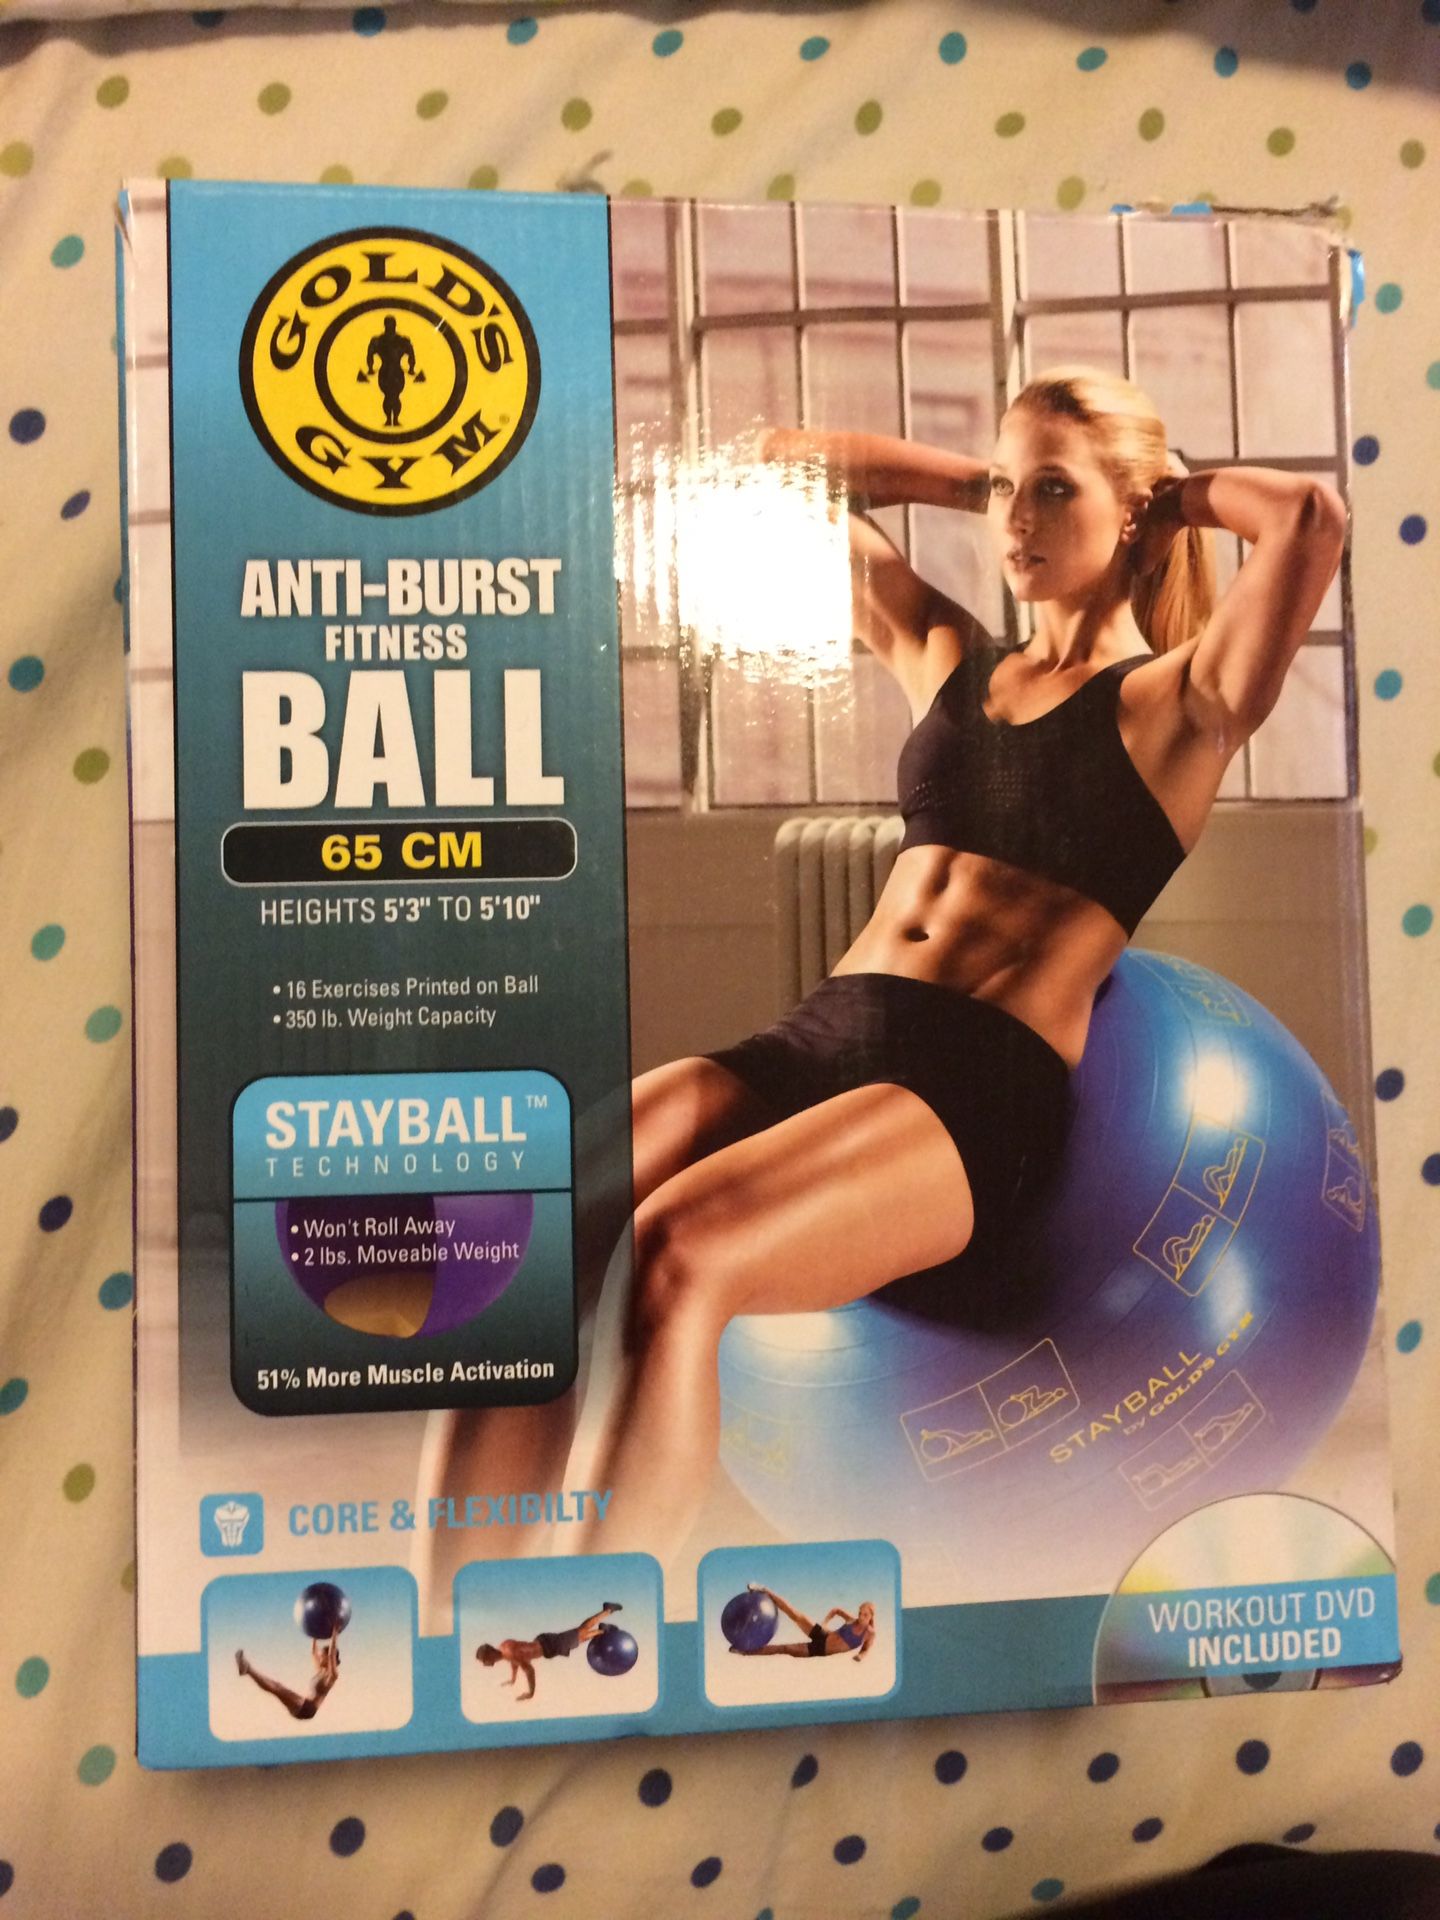 GOLD'S
GYM®
ANTI-BURST
FITNESS
BALL
65 CM
HEIGHTS 5'3" TO 5'10"
• 16 Exercises Printed on Ball
• 350 lb. Weight Capacity
STAYBALL™
TECHNOLOGY
• Won't Roll Away
• 2 lbs. Moveable Weight
51% More Muscle Activation
STAYBALL
by GOLD'S GYM
CORE & FLEXIBILTY
WORKOUT DVD
INCLUDED